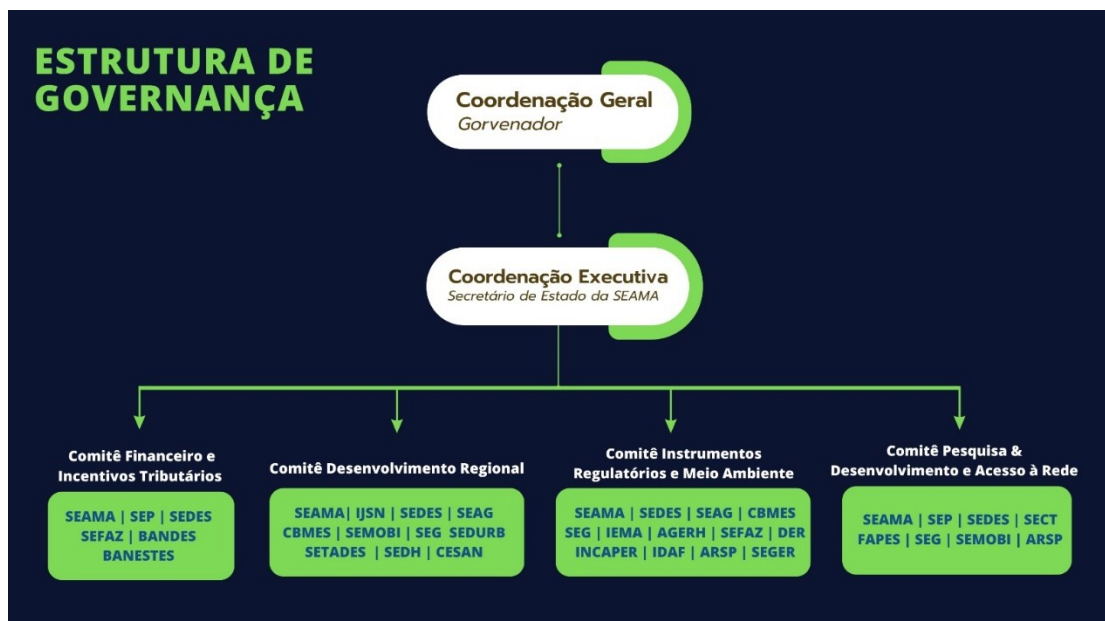 ESTRUTURA DE
GOVERNANÇA
Coordenação Geral
Gorvenador
Coordenação Executiva
Secretário de Estado da SEAMA
Comitê Financeiro e
Incentivos Tributários
SEAMA | SEP | SEDES
SEFAZ | BANDES
BANESTES
Comitê Desenvolvimento Regional
SEAMA| IJSN | SEDES | SEAG
CBMES | SEMOBI | SEG SEDURB
SETADES | SEDH | CESAN
Comitê Instrumentos
Regulatórios e Meio Ambiente
SEAMA | SEDES | SEAG | CBMES
SEG | IEMA | AGERH | SEFAZ | DER
INCAPER | IDAF | ARSP | SEGER
Comitê Pesquisa &
Desenvolvimento e Acesso à Rede
SEAMA | SEP | SEDES | SECT
FAPES | SEG | SEMOBI | ARSP